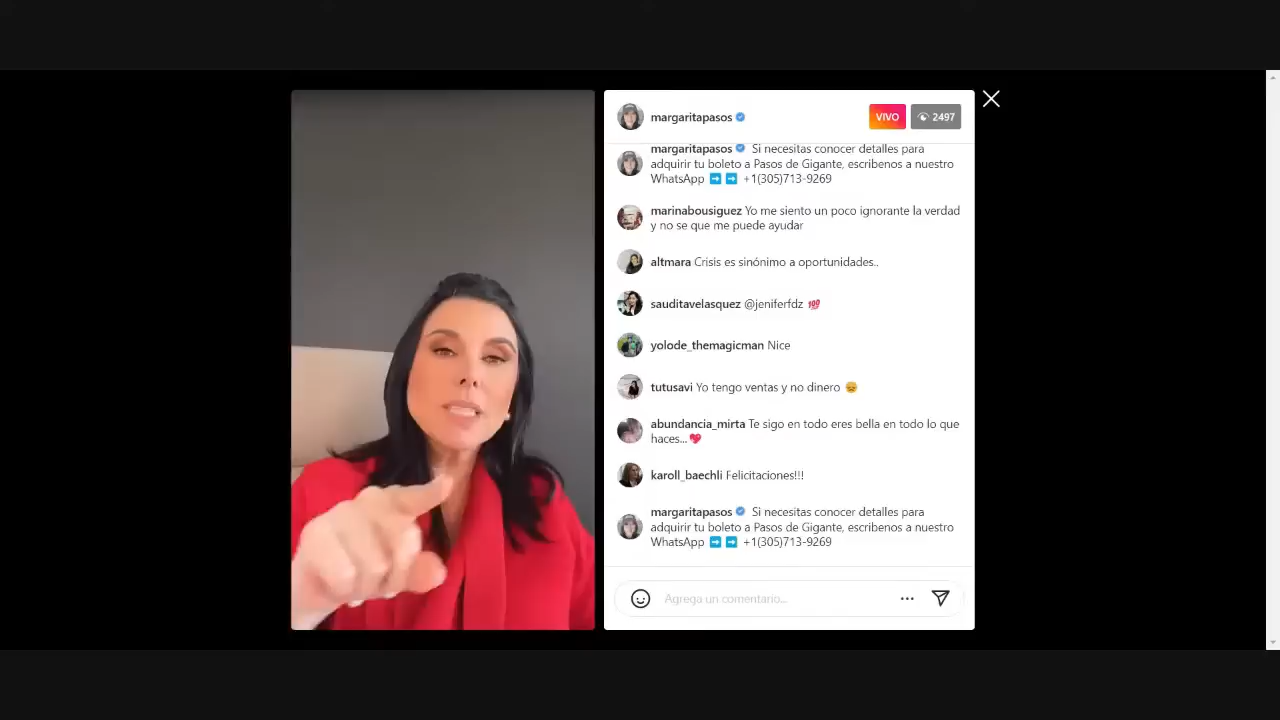 margaritapasos
VIVO
2497
margaritapasos Si necesitas conocer detalles para
adquirir tu boleto a Pasos de Gigante, escribenos a nuestro
WhatsApp ➡️ ➡️ +1(305)713-9269
marinabousiguez Yo me siento un poco ignorante la verdad
y no se que me puede ayudar
altmara Crisis es sinónimo a oportunidades..
sauditavelasquez @jeniferfdz 💯
yolode_themagicman Nice
tutusavi Yo tengo ventas y no dinero 😓
abundancia_mirta Te sigo en todo eres bella en todo lo que
haces...💖
karoll_baechli Felicitaciones!!!
margaritapasos Si necesitas conocer detalles para
adquirir tu boleto a Pasos de Gigante, escribenos a nuestro
WhatsApp ➡️ ➡️ +1(305)713-9269
Agrega un comentario...